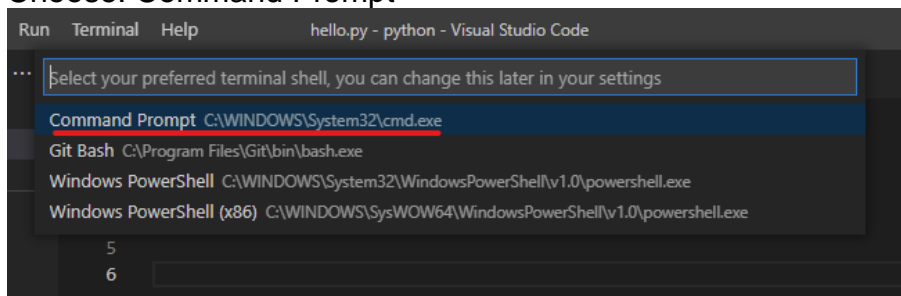 Choose: Command Prompt
Run Terminal Help hello.py - python - Visual Studio Code
... Select your preferred terminal shell, you can change this later in your settings
Command Prompt C:\WINDOWS\System32\cmd.exe
Git Bash C:\Program Files\Git\bin\bash.exe
Windows PowerShell C:\WINDOWS\System32\WindowsPowerShell\v1.0\powershell.exe
Windows PowerShell (x86) C:\WINDOWS\SysWOW64\WindowsPowerShell\v1.0\powershell.exe
5
6